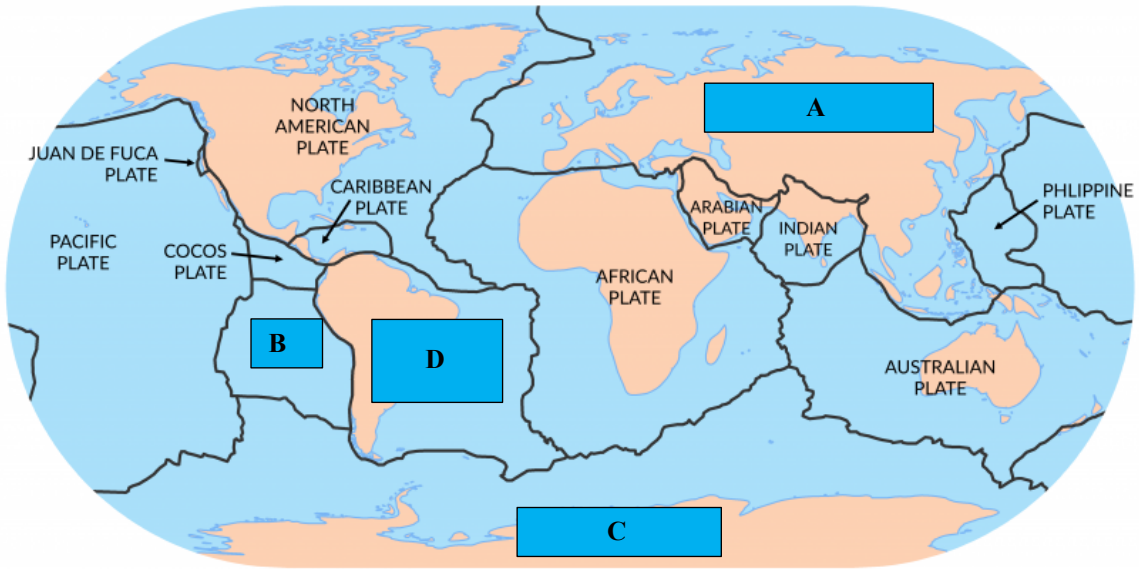 A
NORTH
AMERICAN
PLATE
JUAN DE FUCA
PLATE
CARIBBEAN
PLATE
PHLIPPINE
PLATE
ARABIAN
PLATE
INDIAN
PLATE
PACIFIC
PLATE
COCOS
PLATE
AFRICAN
PLATE
B
D
AUSTRALIAN
PLATE
C